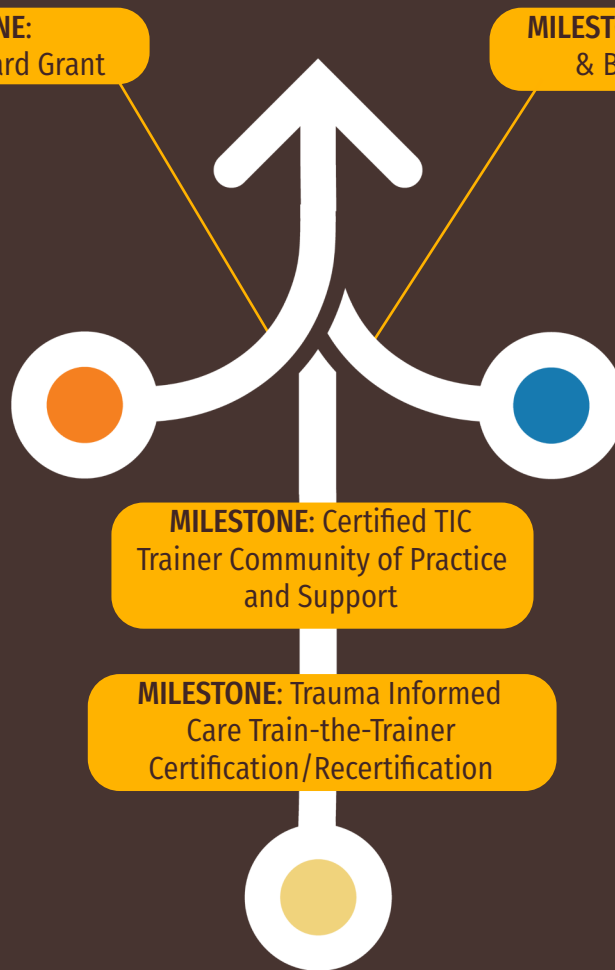 NE:
ard Grant
MILEST
& B
MILESTONE: Certified TIC
Trainer Community of Practice
and Support
MILESTONE: Trauma Informed
Care Train-the-Trainer
Certification/Recertification